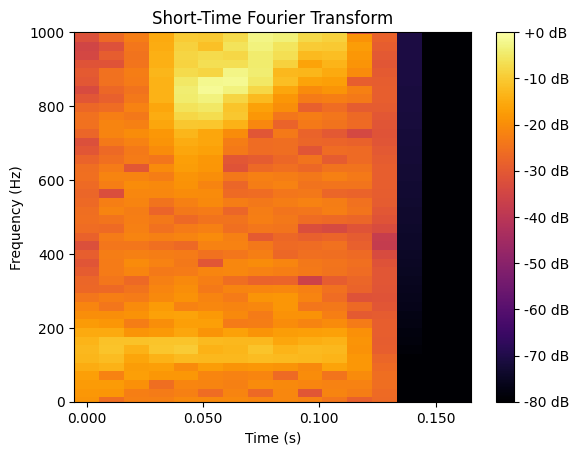 Short-Time Fourier Transform
1000
800
600
400
200
0
Frequency (Hz)
0.000
0.050
0.100
0.150
Time (s)
+0 dB
-10 dB
-20 dB
-30 dB
-40 dB
-50 dB
-60 dB
-70 dB
-80 dB